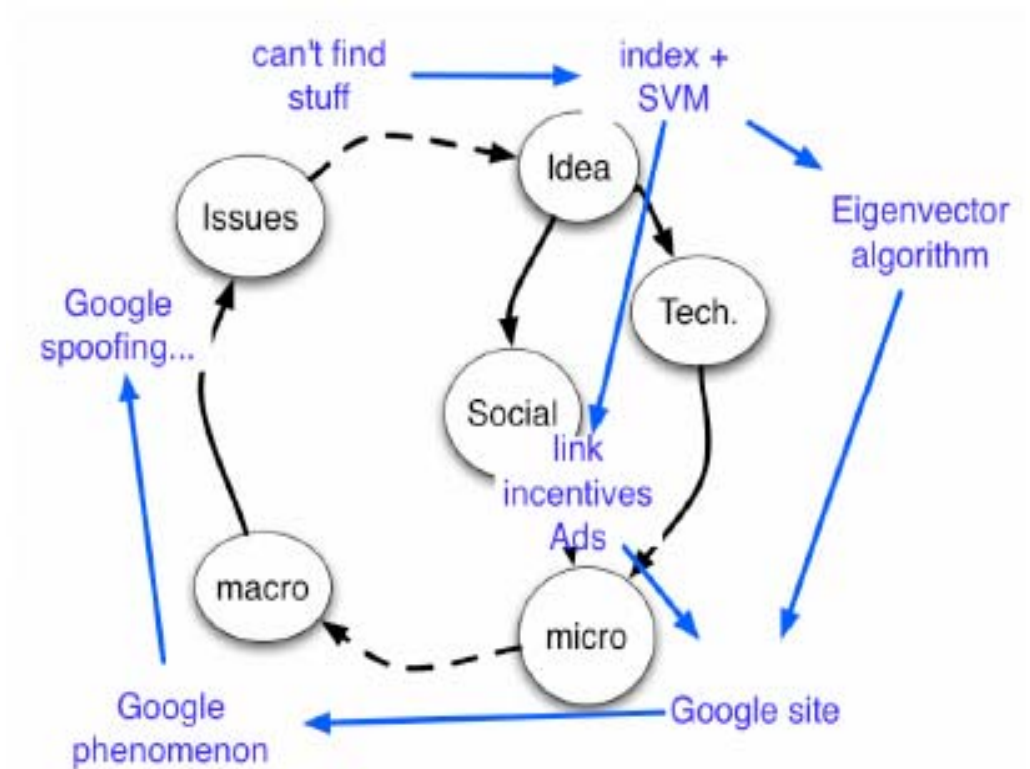 can't find
stuff
index +
SVM
Idea
Issues
Eigenvector
algorithm
Google
spoofing...
Tech.
Social
link
incentives
Ads
macro
micro
Google
phenomenon
Google site